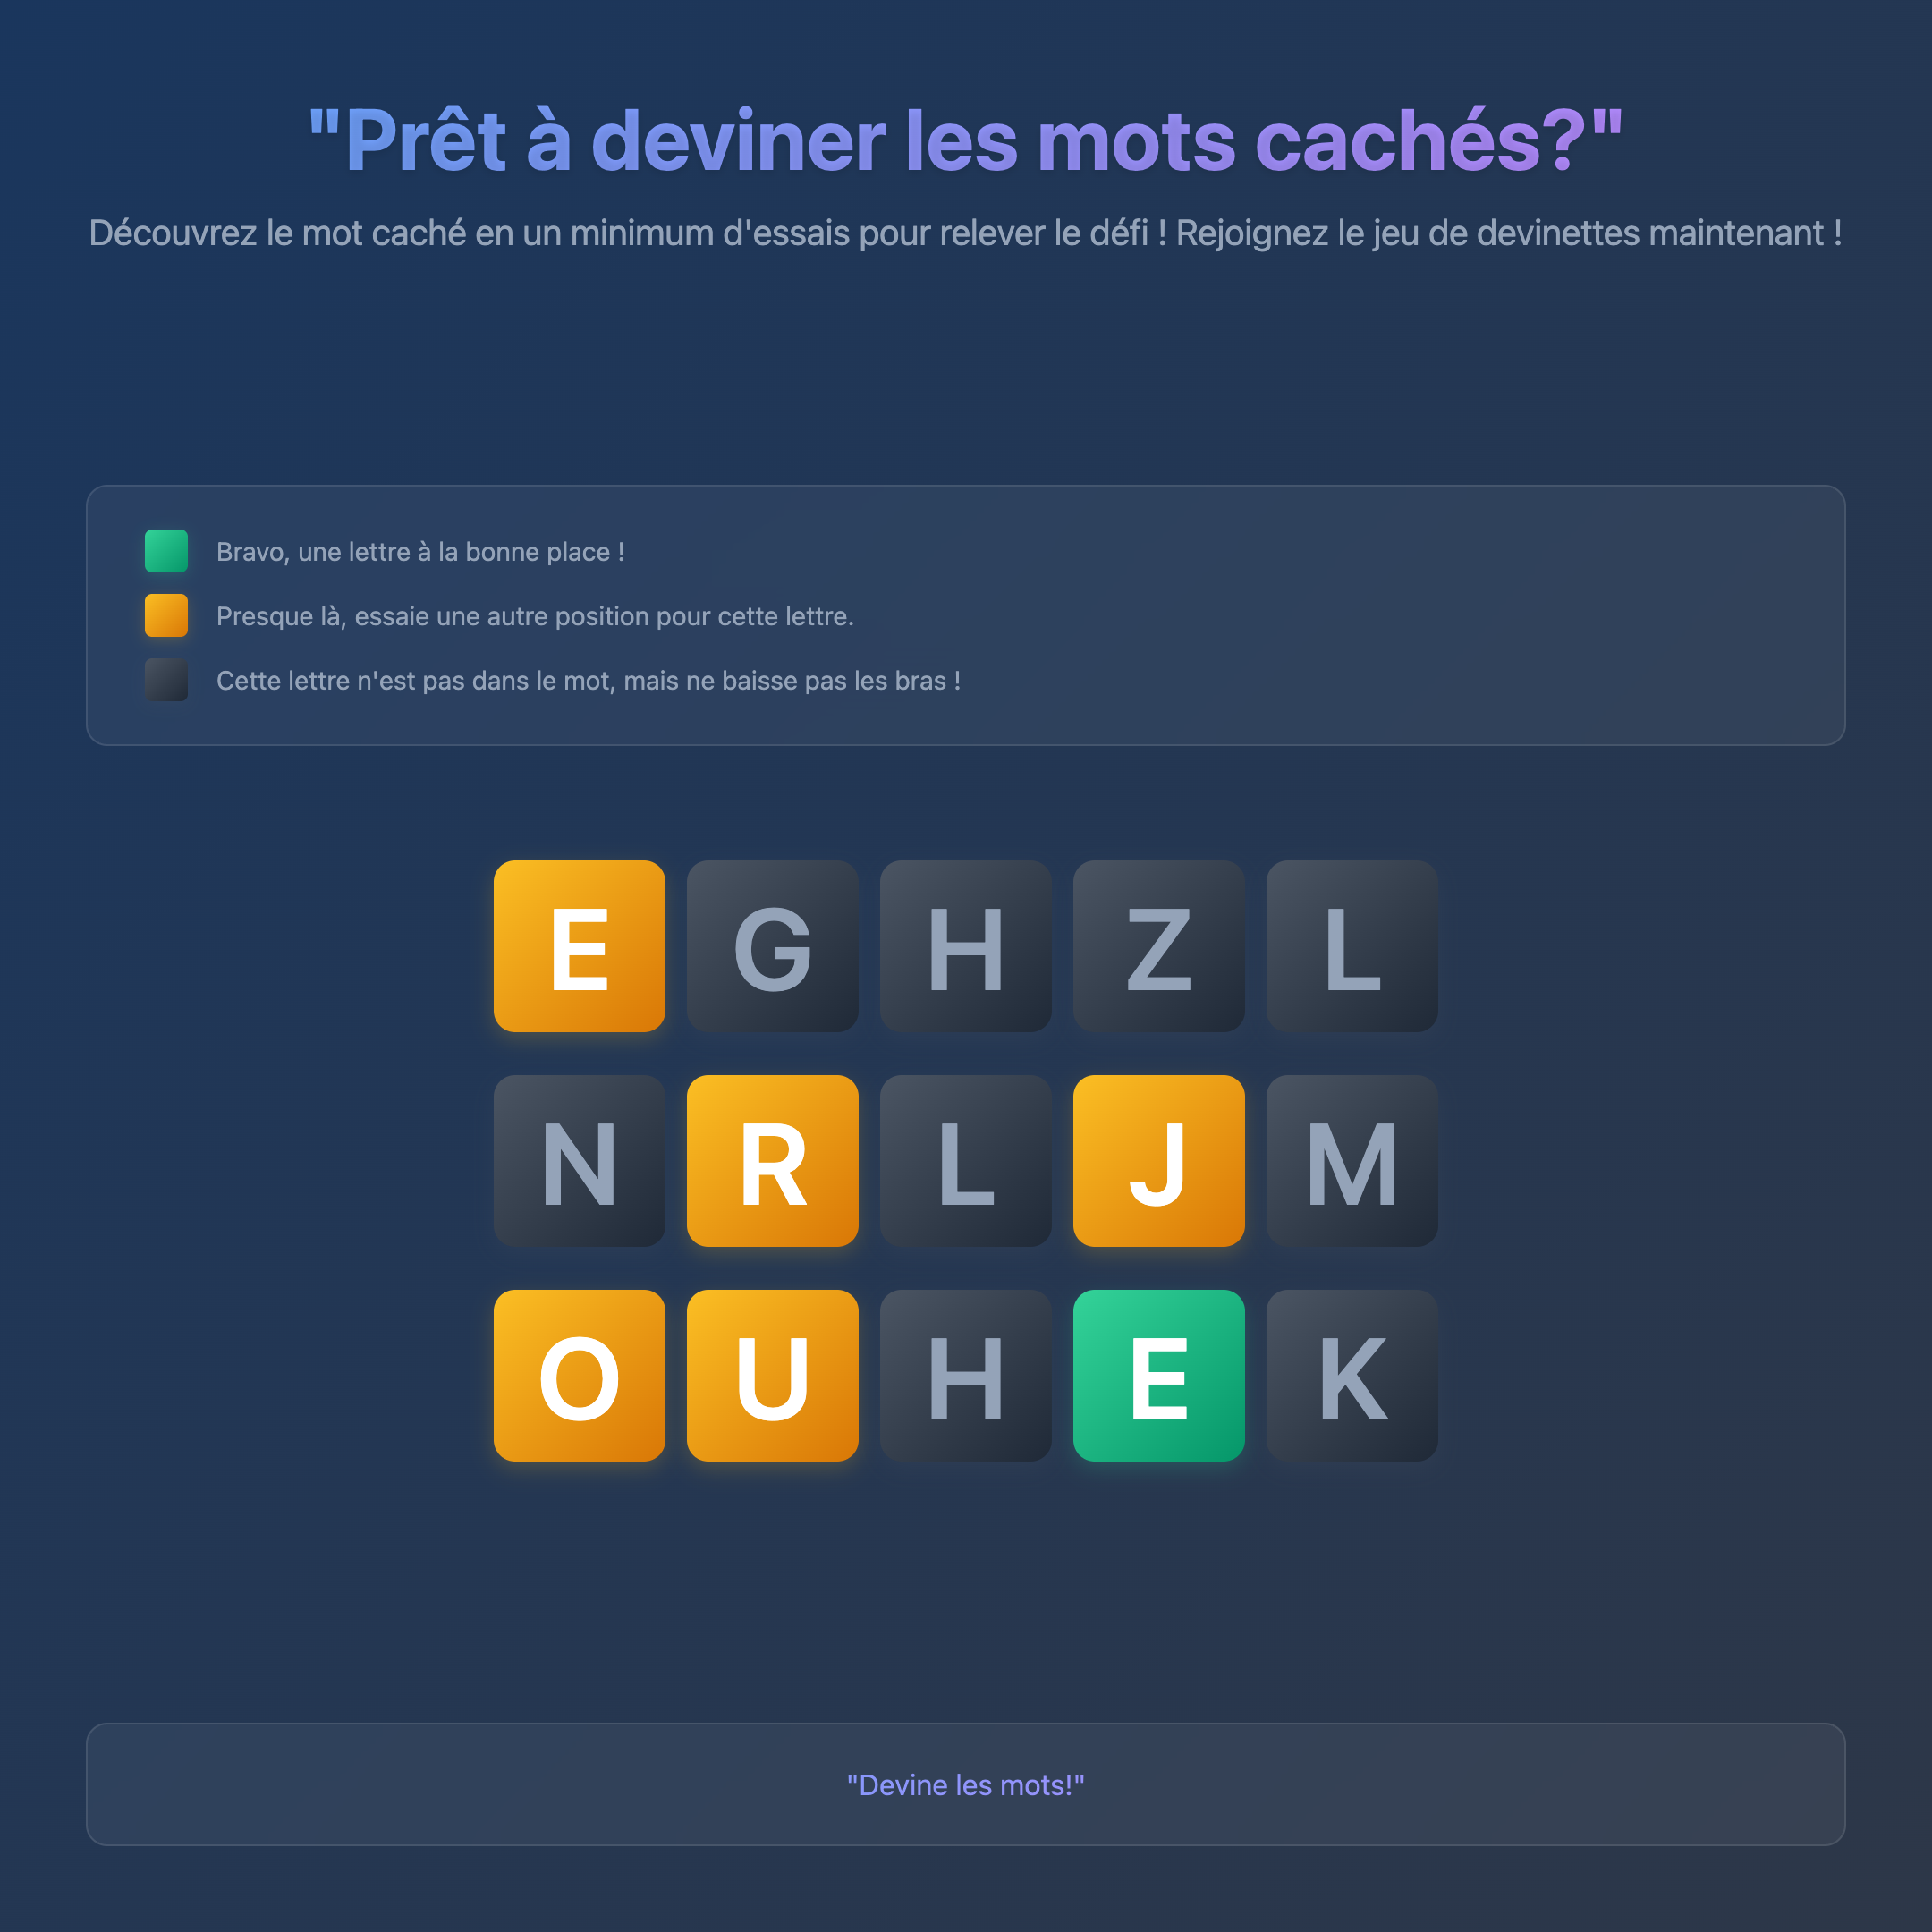 "Prêt à deviner les mots cachés?"
Découvrez le mot caché en un minimum d'essais pour relever le défi ! Rejoignez le jeu de devinettes maintenant !
Bravo, une lettre à la bonne place !
Presque là, essaie une autre position pour cette lettre.
Cette lettre n'est pas dans le mot, mais ne baisse pas les bras !
E G H Z L
N R L J M
O U H E K
"Devine les mots!"